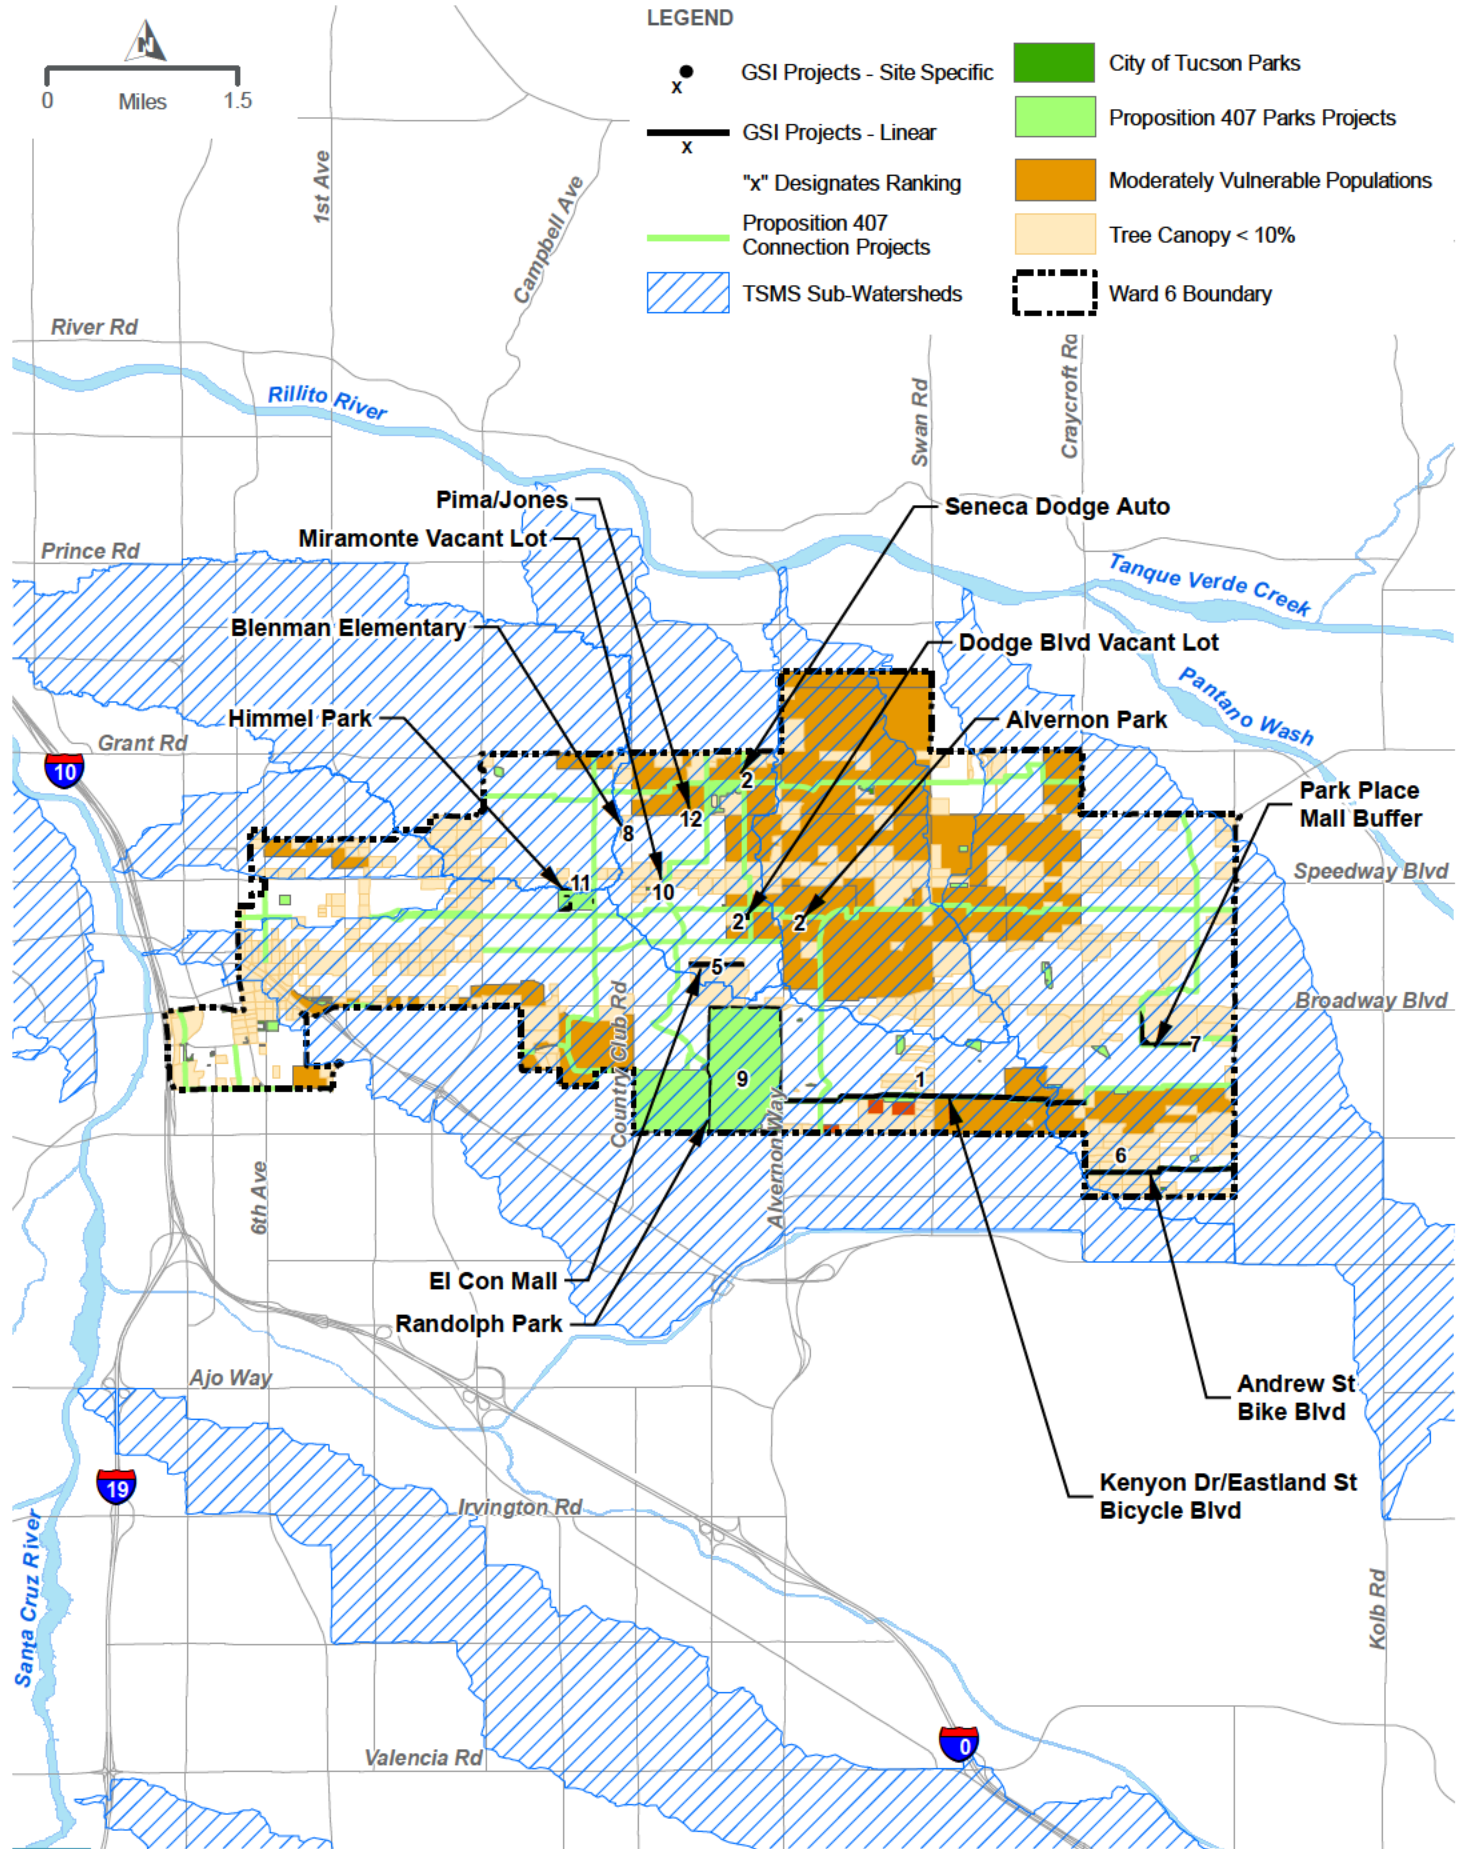 LEGEND
GSI Projects - Site Specific
x
GSI Projects - Linear
x
"x" Designates Ranking
Proposition 407
Connection Projects
TSMS Sub-Watersheds
City of Tucson Parks
Proposition 407 Parks Projects
Moderately Vulnerable Populations
Tree Canopy < 10%
Ward 6 Boundary
N
0
Miles
1.5
1st Ave
Campbell Ave
River Rd
Rillito River
Swan Rd
Craycroft Rd
Pima/Jones
Seneca Dodge Auto
Miramonte Vacant Lot
Prince Rd
Tanque Verde Creek
Blenman Elementary
Dodge Blvd Vacant Lot
Pantano Wash
Himmel Park
Alvernon Park
Grant Rd
10
2
Park Place
Mall Buffer
12
8
Speedway Blvd
11
10
2
2
5
Broadway Blvd
Country Club Rd
7
9
1
Alvernon Way
6
6th Ave
El Con Mall
Randolph Park
Ajo Way
Andrew St
Bike Blvd
19
Kenyon Dr/Eastland St
Bicycle Blvd
Irvington Rd
Santa Cruz River
Kolb Rd
0
Valencia Rd